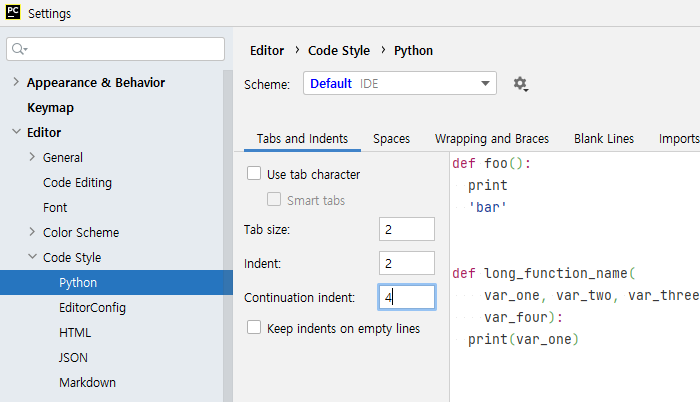 PC
Settings
Editor › Code Style › Python
Scheme: Default IDE
Appearance & Behavior
Keymap
Editor
General
Code Editing
Font
Color Scheme
Code Style
Python
EditorConfig
HTML
JSON
Markdown
Tabs and Indents Spaces Wrapping and Braces Blank Lines Imports
Use tab character
Smart tabs
Tab size: 2
Indent: 2
Continuation indent: 4
Keep indents on empty lines
def foo():
print
'bar'
def long_function_name(
var_one, var_two, var_three
var_four):
print(var_one)